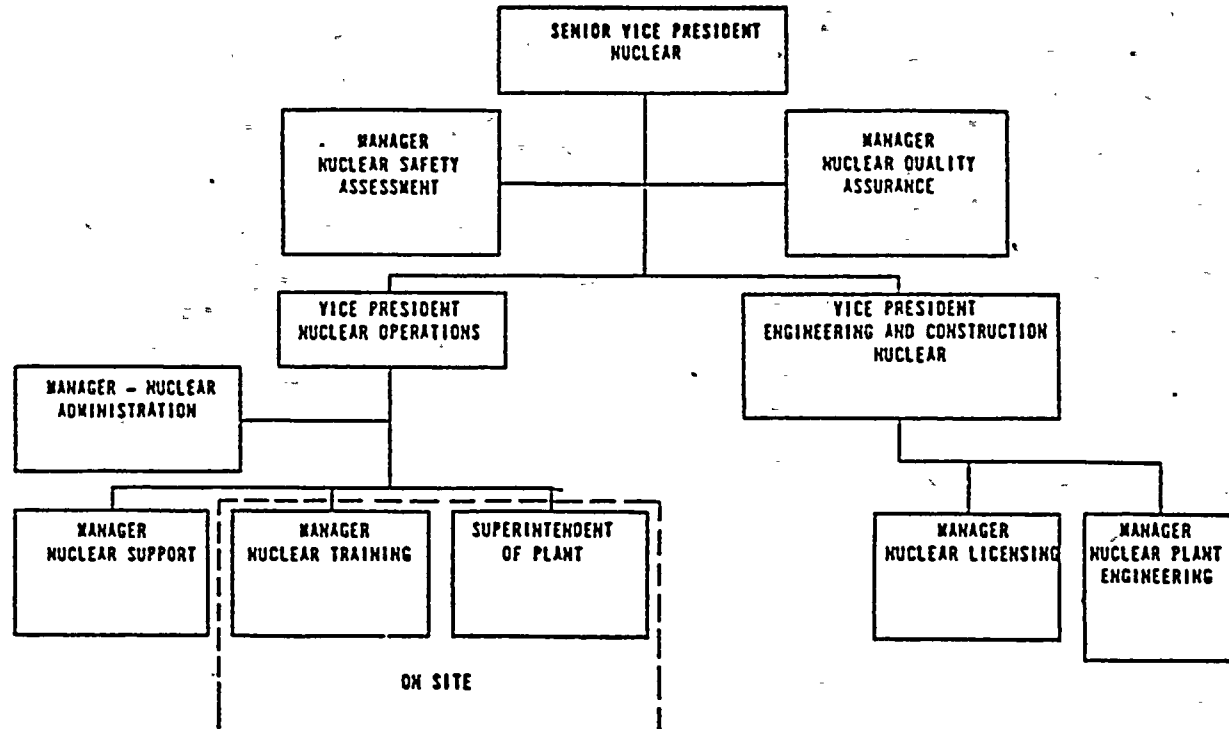 SENIOR VICE PRESIDENT
NUCLEAR
MANAGER
NUCLEAR SAFETY
ASSESSMENT
MANAGER
NUCLEAR QUALITY
ASSURANCE
VICE PRESIDENT
NUCLEAR OPERATIONS
VICE PRESIDENT
ENGINEERING AND CONSTRUCTION
NUCLEAR
MANAGER - NUCLEAR
ADMINISTRATION
MANAGER
NUCLEAR SUPPORT
MANAGER
NUCLEAR TRAINING
SUPERINTENDENT
OF PLANT
MANAGER
NUCLEAR LICENSING
MANAGER
NUCLEAR PLANT
ENGINEERING
ON SITE